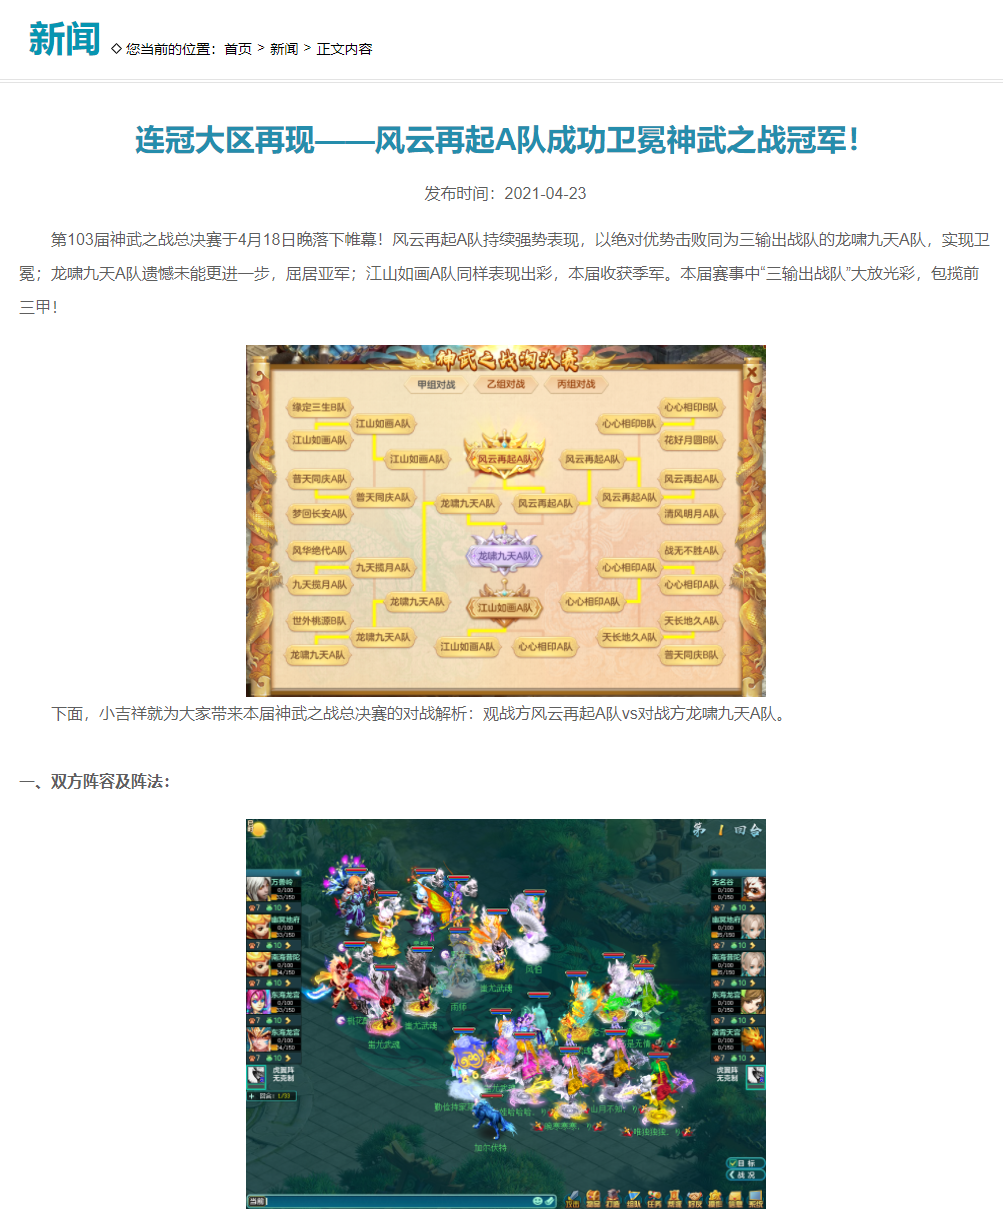 新闻
◇ 您当前的位置：首页 > 新闻 > 正文内容
连冠大区再现——风云再起A队成功卫冕神武之战冠军！
发布时间：2021-04-23
第103届神武之战总决赛于4月18日晚落下帷幕！风云再起A队持续强势表现，以绝对优势击败同为三输出战队的龙啸九天A队，实现卫
冕；龙啸九天A队遗憾未能更进一步，屈居亚军；江山如画A队同样表现出彩，本届收获季军。本届赛事中“三输出战队”大放光彩，包揽前
三甲！
神武之战淘汰赛
甲组对战 乙组对战 丙组对战
缘定三生B队
江山如画A队
江山如画A队
江山如画A队
普天同庆A队
普天同庆A队
梦回长安A队
风华绝代A队
九天揽月A队
九天揽月A队
龙啸九天A队
世外桃源B队
龙啸九天A队
龙啸九天A队
风云再起A队
龙啸九天A队 风云再起A队
龙啸九天A队
江山如画A队
江山如画A队 心心相印A队
心心相印B队
心心相印B队
花好月圆B队
风云再起A队
风云再起A队
风云再起A队
清风明月A队
战无不胜A队
心心相印A队
心心相印A队
心心相印A队
天长地久A队
天长地久A队
普天同庆B队
下面，小吉祥就为大家带来本届神武之战总决赛的对战解析：观战方风云再起A队vs对战方龙啸九天A队。
一、双方阵容及阵法：
第 1 回合
万兽岭
幽冥地府
南海普陀
东海龙宫
东海龙宫
虎翼阵
无克制
无名谷
幽冥地府
南海普陀
东海龙宫
凌霄天宫
虎翼阵
无克制
风伯
蚩尤武魂
雨师
蚩尤武魂
蚩尤武魂
加尔伏特
目标
战况
当前